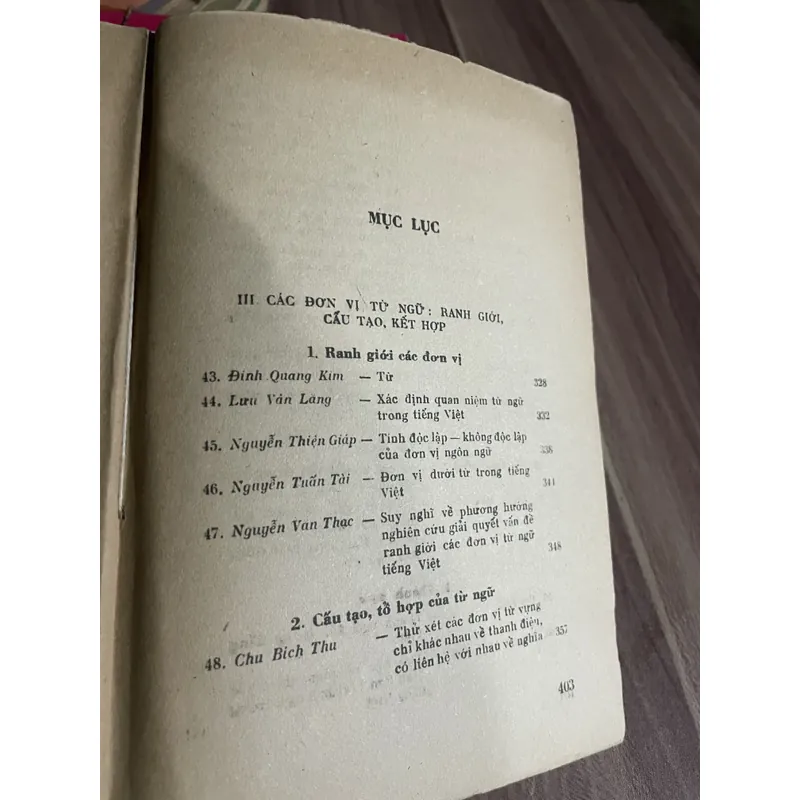 MỤC LỤC
III CÁC ĐƠN VỊ TỪ NGỮ: RANH GIỚI,
CẤU TẠO, KẾT HỢP
1. Ranh giới các đơn vị
43. Đinh Quang Kim — Từ 328
44. Lưu Vân Lăng — Xác định quan niệm từ ngữ
trong tiếng Việt 332
45. Nguyễn Thiện Giáp — Tính độc lập — không độc lập
của đơn vị ngôn ngữ 336
46. Nguyễn Tuấn Tài — Đơn vị dưới từ trong tiếng
Việt 341
47. Nguyễn Van Thạc — Suy nghĩ về phương hướng
nghiên cứu giải quyết vấn đề
ranh giới các đơn vị từ ngữ
tiếng Việt 348
2. Cấu tạo, tổ hợp của từ ngữ
48. Chu Bích Thu — Thử xét các đơn vị từ vựng
chỉ khác nhau về thanh điệu, 357
có liên hệ với nhau về nghĩa
403